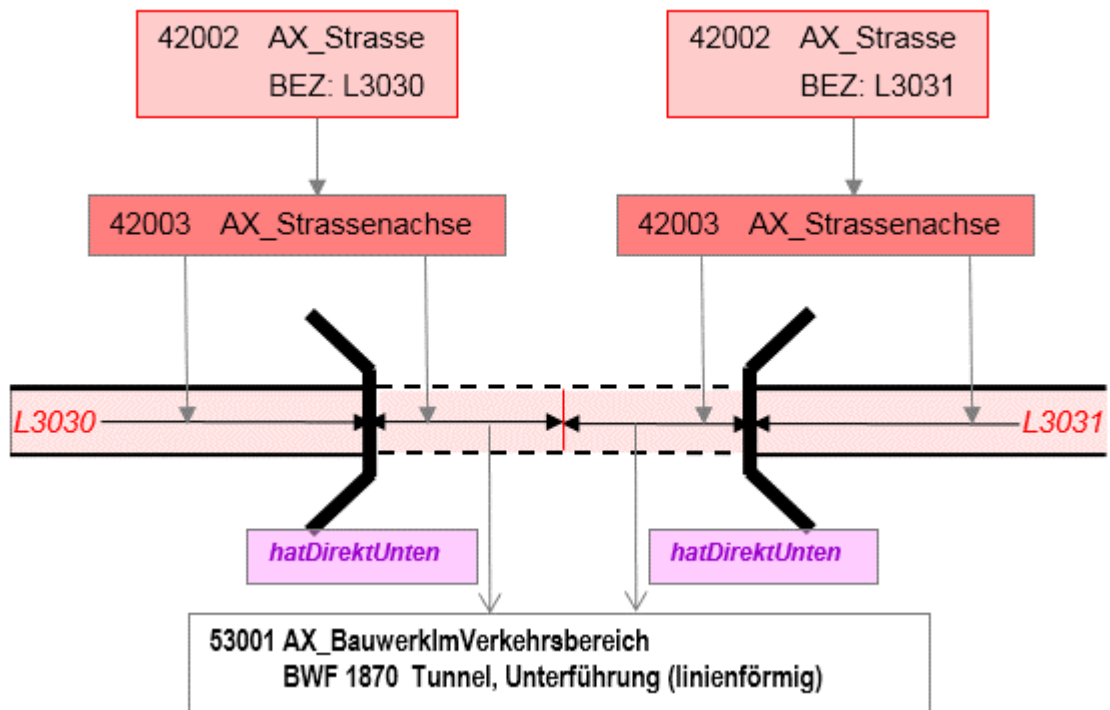 42002 AX_Strasse
BEZ: L3030
42002 AX_Strasse
BEZ: L3031
42003 AX_Strassenachse
42003 AX_Strassenachse
L3030
L3031
hatDirektUnten
hatDirektUnten
53001 AX_BauwerkImVerkehrsbereich
BWF 1870 Tunnel, Unterführung (linienförmig)